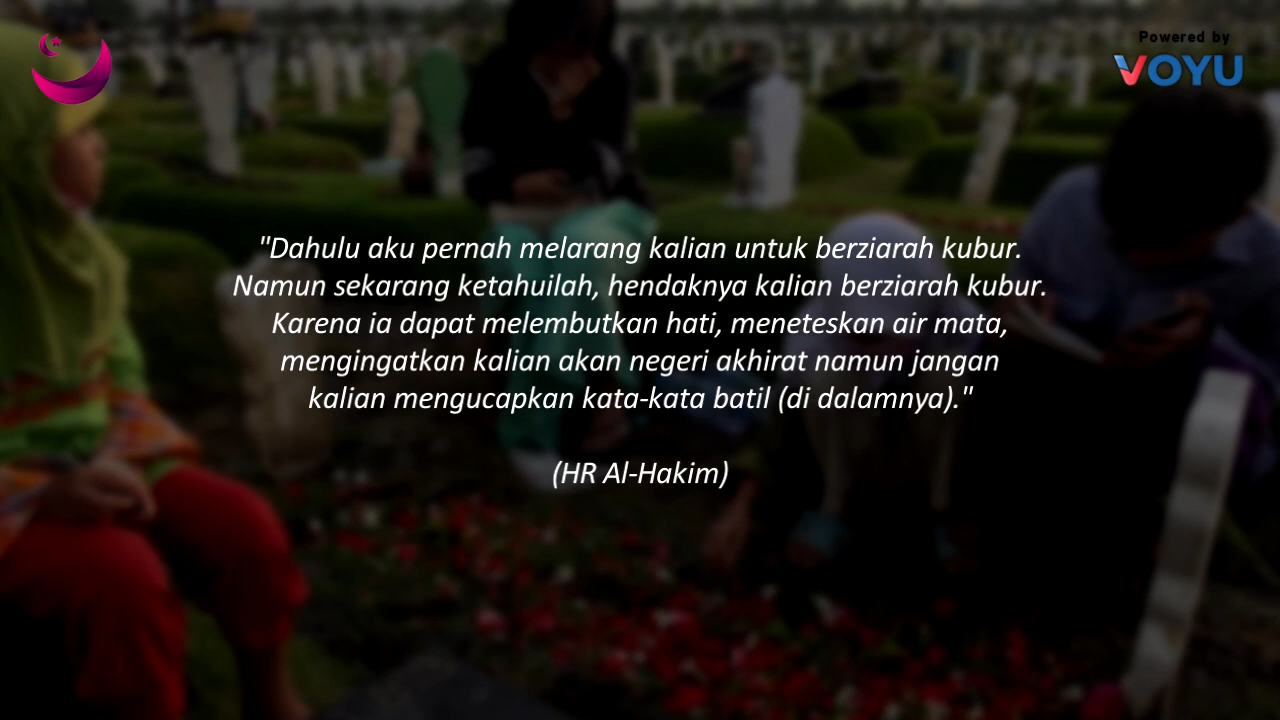 Powered by
VOYU
"Dahulu aku pernah melarang kalian untuk berziarah kubur.
Namun sekarang ketahuilah, hendaknya kalian berziarah kubur.
Karena ia dapat melembutkan hati, meneteskan air mata,
mengingatkan kalian akan negeri akhirat namun jangan
kalian mengucapkan kata-kata batil (di dalamnya)."
(HR Al-Hakim)